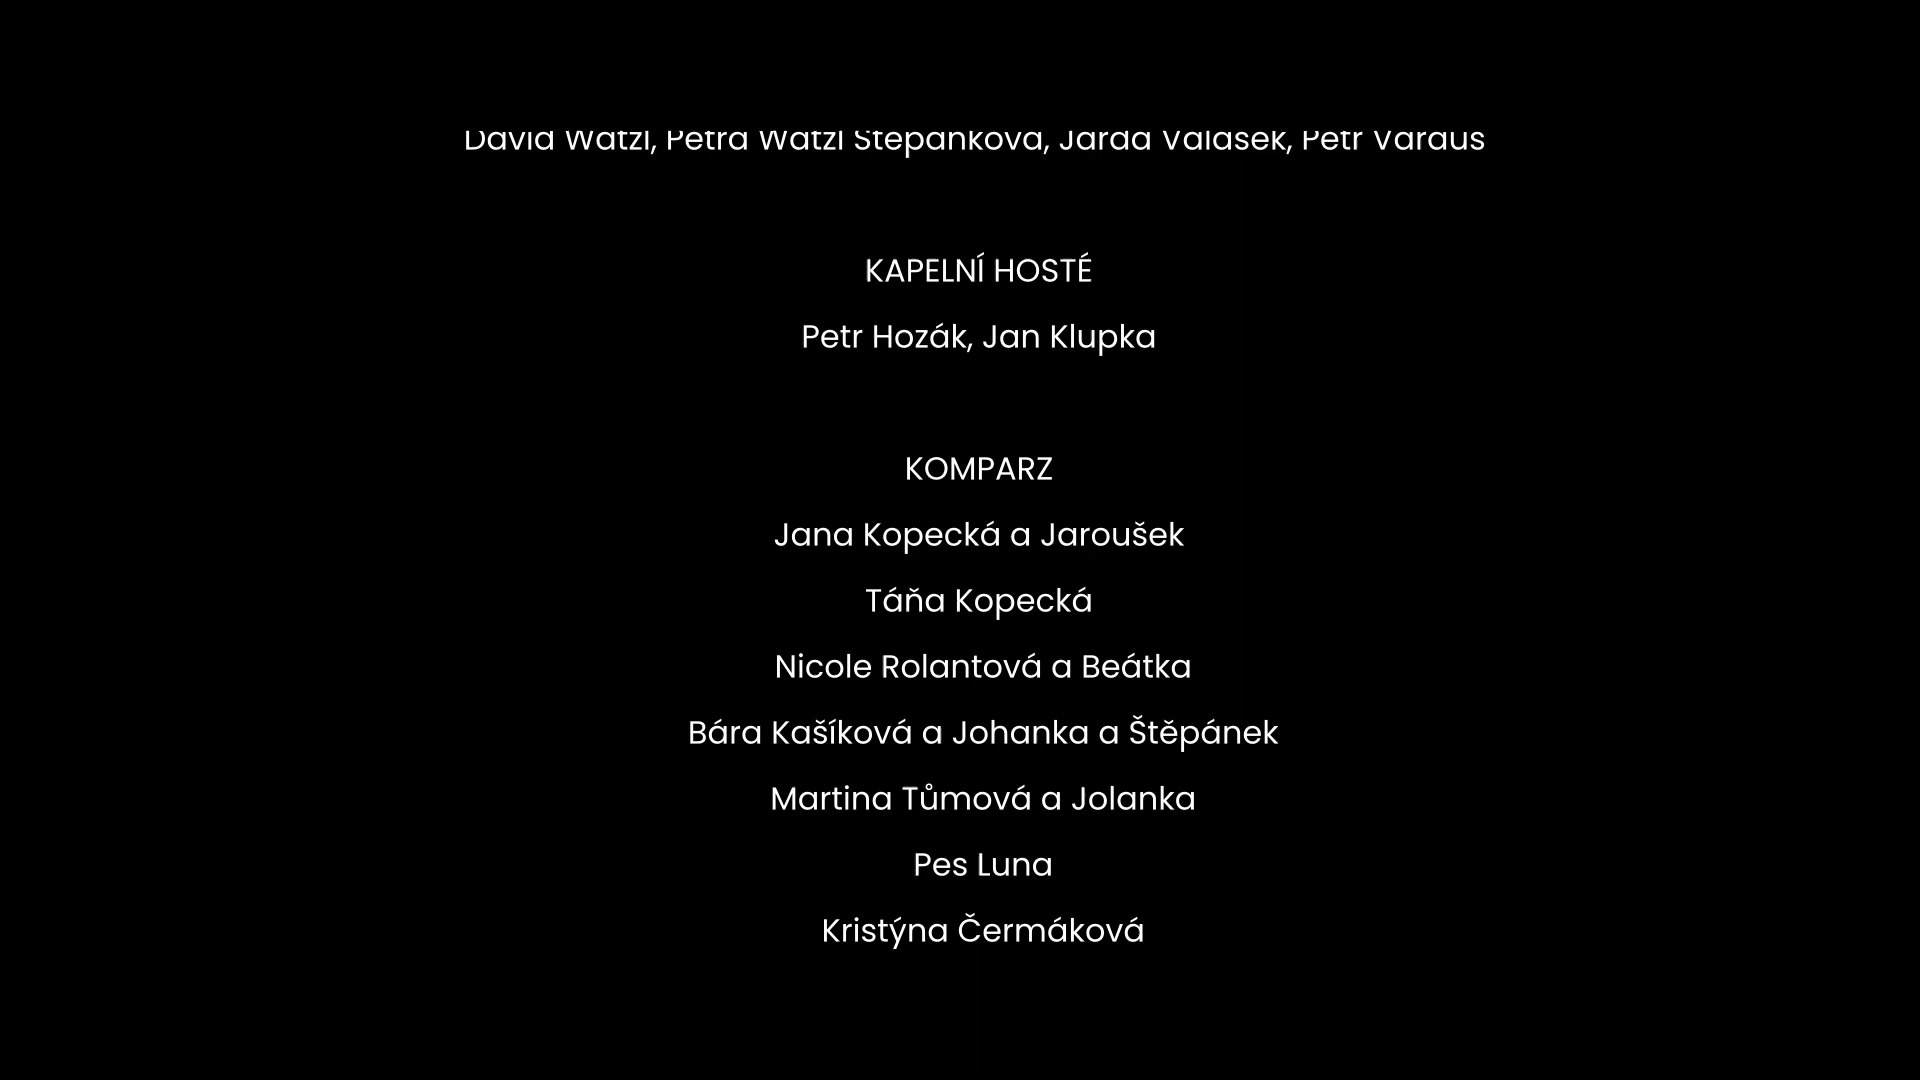 David Watzl, Petra Watzl Štěpánková, Jarda Valášek, Petr Varaus
KAPELNÍ HOSTÉ
Petr Hozák, Jan Klupka
KOMPARZ
Jana Kopecká a Jaroušek
Táňa Kopecká
Nicole Rolantová a Beátka
Bára Kašíková a Johanka a Štěpánek
Martina Tůmová a Jolanka
Pes Luna
Kristýna Čermáková